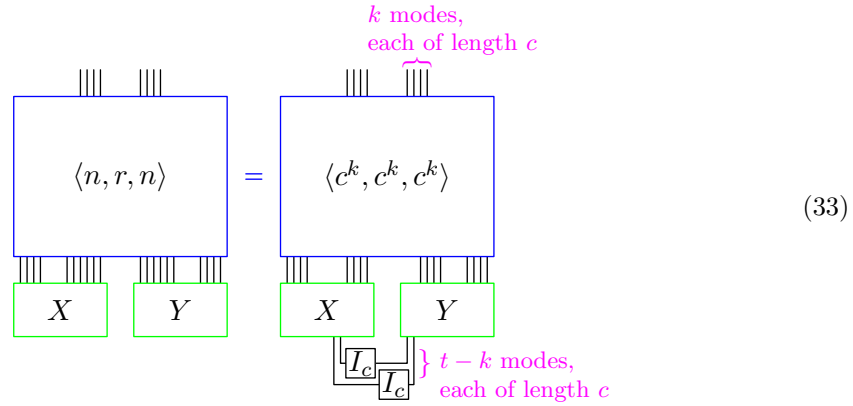 k modes,
each of length c
⟨n, r, n⟩ = ⟨c^k, c^k, c^k⟩
(33)
X Y X Y
I_c
I_c
} t − k modes,
each of length c